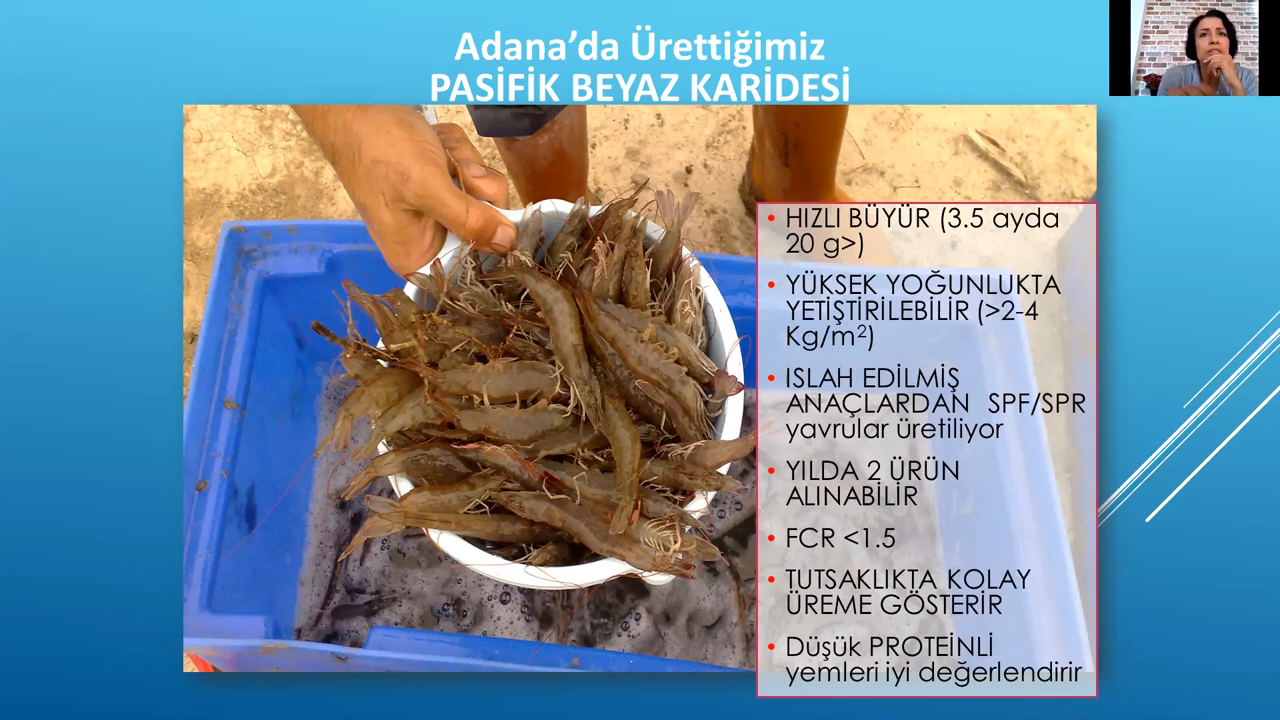 Adana’da Ürettiğimiz
PASİFİK BEYAZ KARİDESİ
• HIZLI BÜYÜR (3.5 ayda
20 g>)
• YÜKSEK YOĞUNLUKTA
YETİŞTİRİLEBİLİR (>2-4
Kg/m²)
• ISLAH EDİLMİŞ
ANAÇLARDAN SPF/SPR
yavrular üretiliyor
• YILDA 2 ÜRÜN
ALINABİLİR
• FCR <1.5
• TUTSAKLIKTA KOLAY
ÜREME GÖSTERİR
• Düşük PROTEİNLİ
yemleri iyi değerlendirir